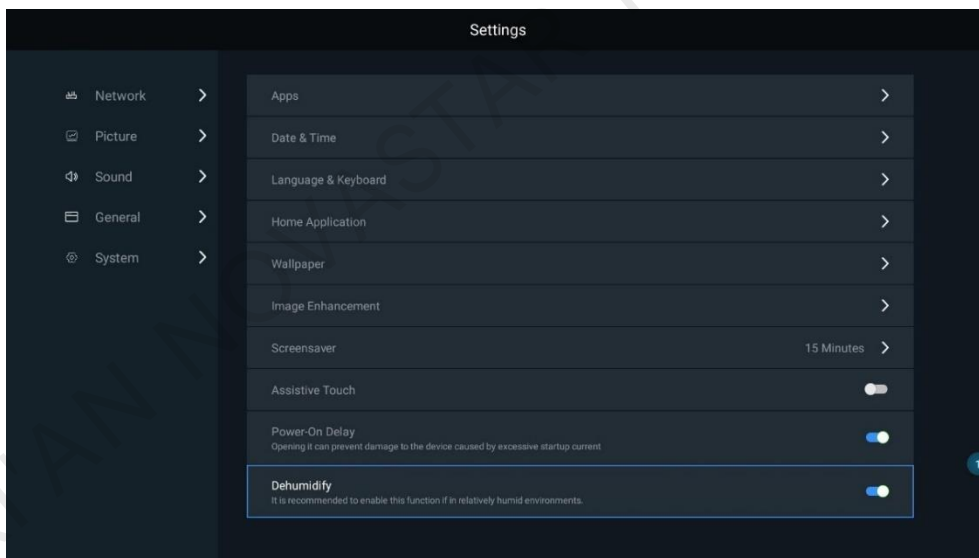 Settings
Network
Picture
Sound
General
System
Apps
Date & Time
Language & Keyboard
Home Application
Wallpaper
Image Enhancement
Screensaver 15 Minutes
Assistive Touch
Power-On Delay
Opening it can prevent damage to the device caused by excessive startup current
Dehumidify
It is recommended to enable this function if in relatively humid environments.
AN NOVASTA